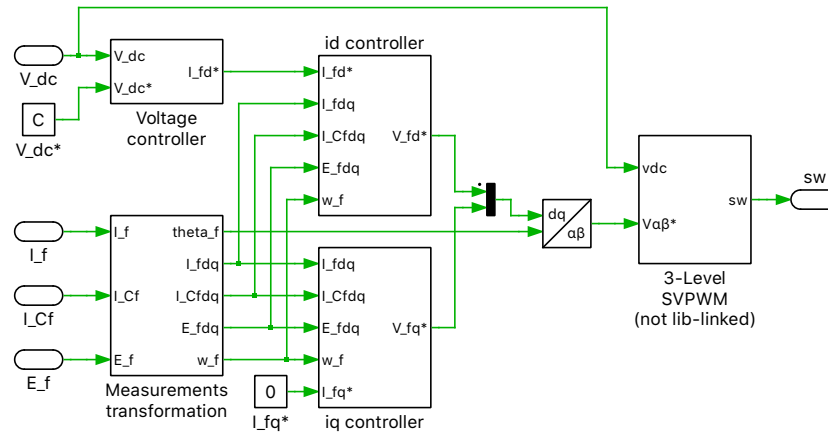 id controller
V_dc
V_dc*
I_fd*
V_dc
C
V_dc*
Voltage
controller
I_fd*
I_fdq
I_Cfdq
E_fdq
w_f
V_fd*
vdc
Vαβ*
sw
sw
3-Level
SVPWM
(not lib-linked)
dq
αβ
I_f
I_Cf
E_f
I_f
I_Cf
E_f
theta_f
I_fdq
I_Cfdq
E_fdq
w_f
Measurements
transformation
I_fdq
I_Cfdq
E_fdq
w_f
I_fq*
V_fq*
0
I_fq*
iq controller